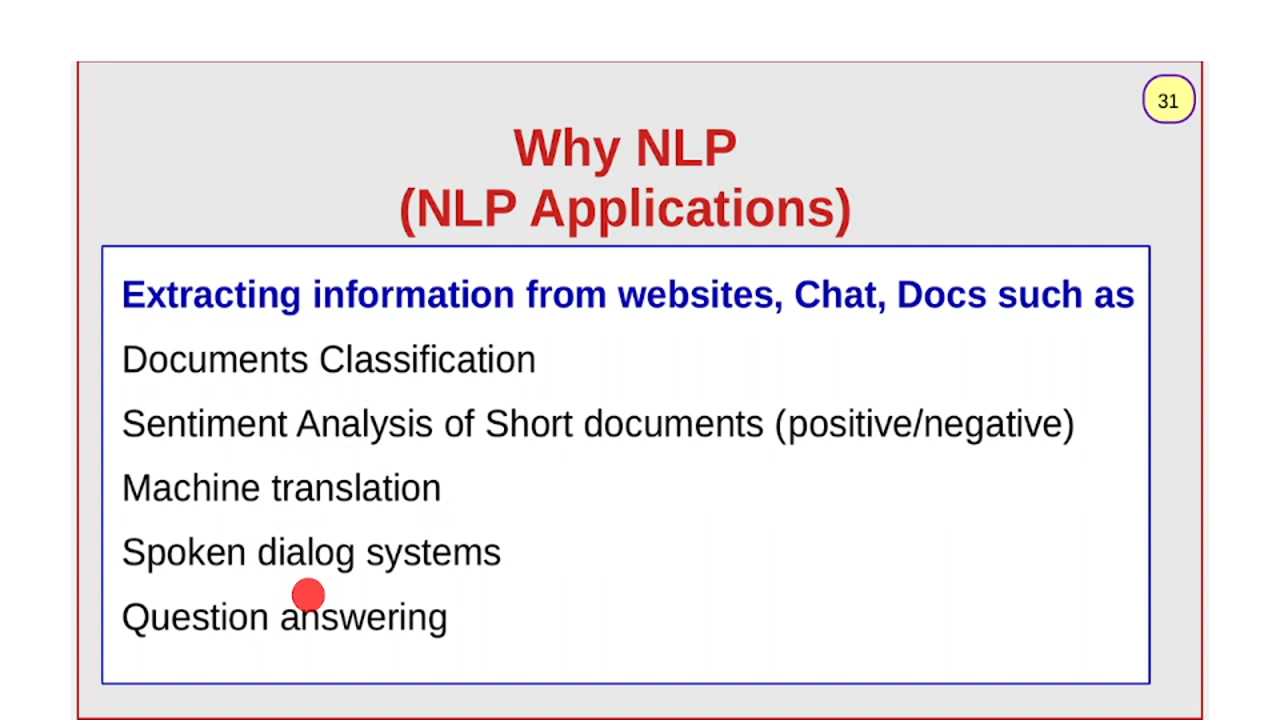 31
Why NLP
(NLP Applications)
Extracting information from websites, Chat, Docs such as
Documents Classification
Sentiment Analysis of Short documents (positive/negative)
Machine translation
Spoken dialog systems
Question answering